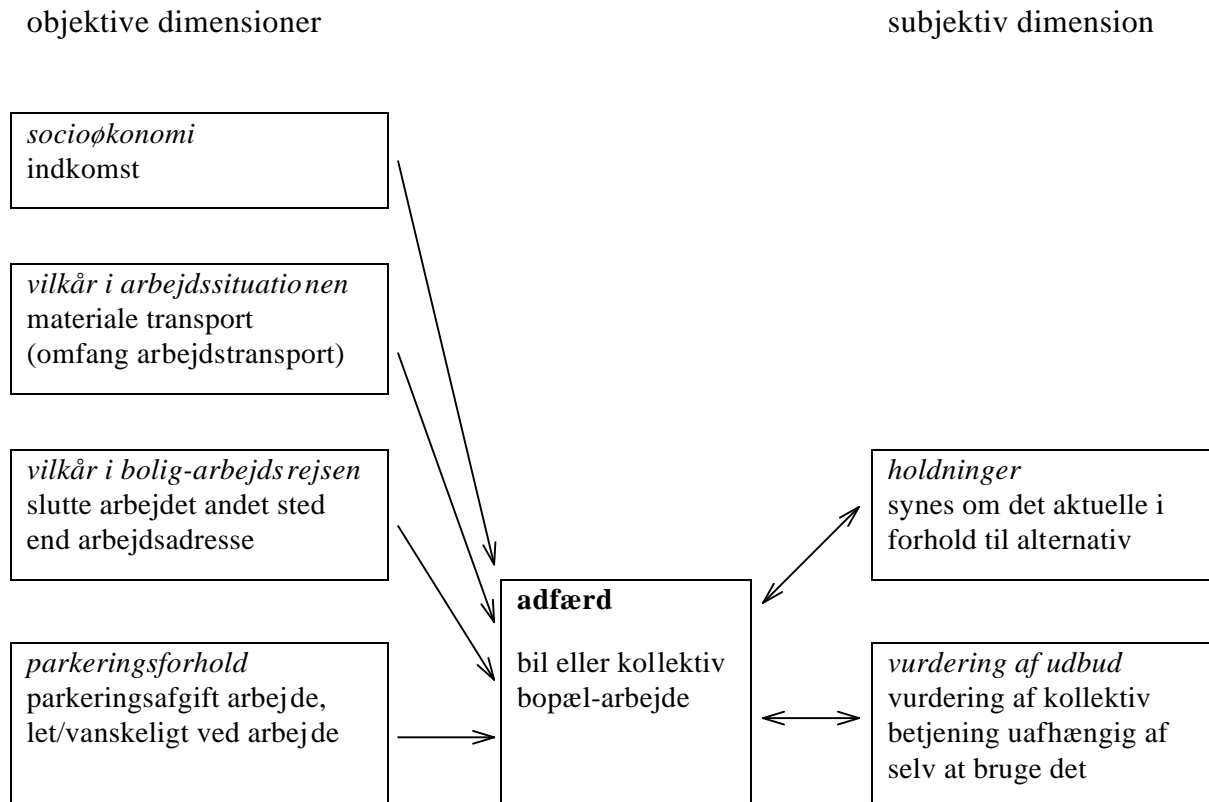 objektive dimensioner
subjektiv dimension
socioøkonomi
indkomst
vilkår i arbejdssituationen
materiale transport
(omfang arbejdstransport)
vilkår i bolig-arbejdsrejsen
slutte arbejdet andet sted
end arbejdsadresse
parkeringsforhold
parkeringsafgift arbejde,
let/vanskeligt ved arbejde
adfærd
bil eller kollektiv
bopæl-arbejde
holdninger
synes om det aktuelle i
forhold til alternativ
vurdering af udbud
vurdering af kollektiv
betjening uafhængig af
selv at bruge det